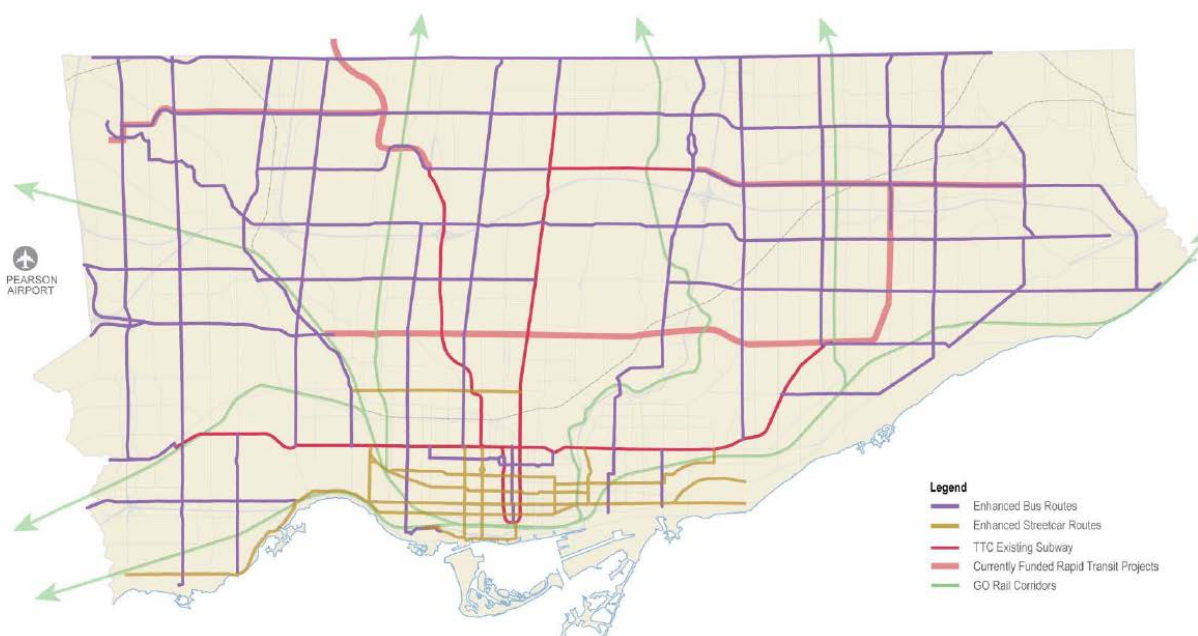 PEARSON
AIRPORT
Legend
Enhanced Bus Routes
Enhanced Streetcar Routes
TTC Existing Subway
Currently Funded Rapid Transit Projects
GO Rail Corridors